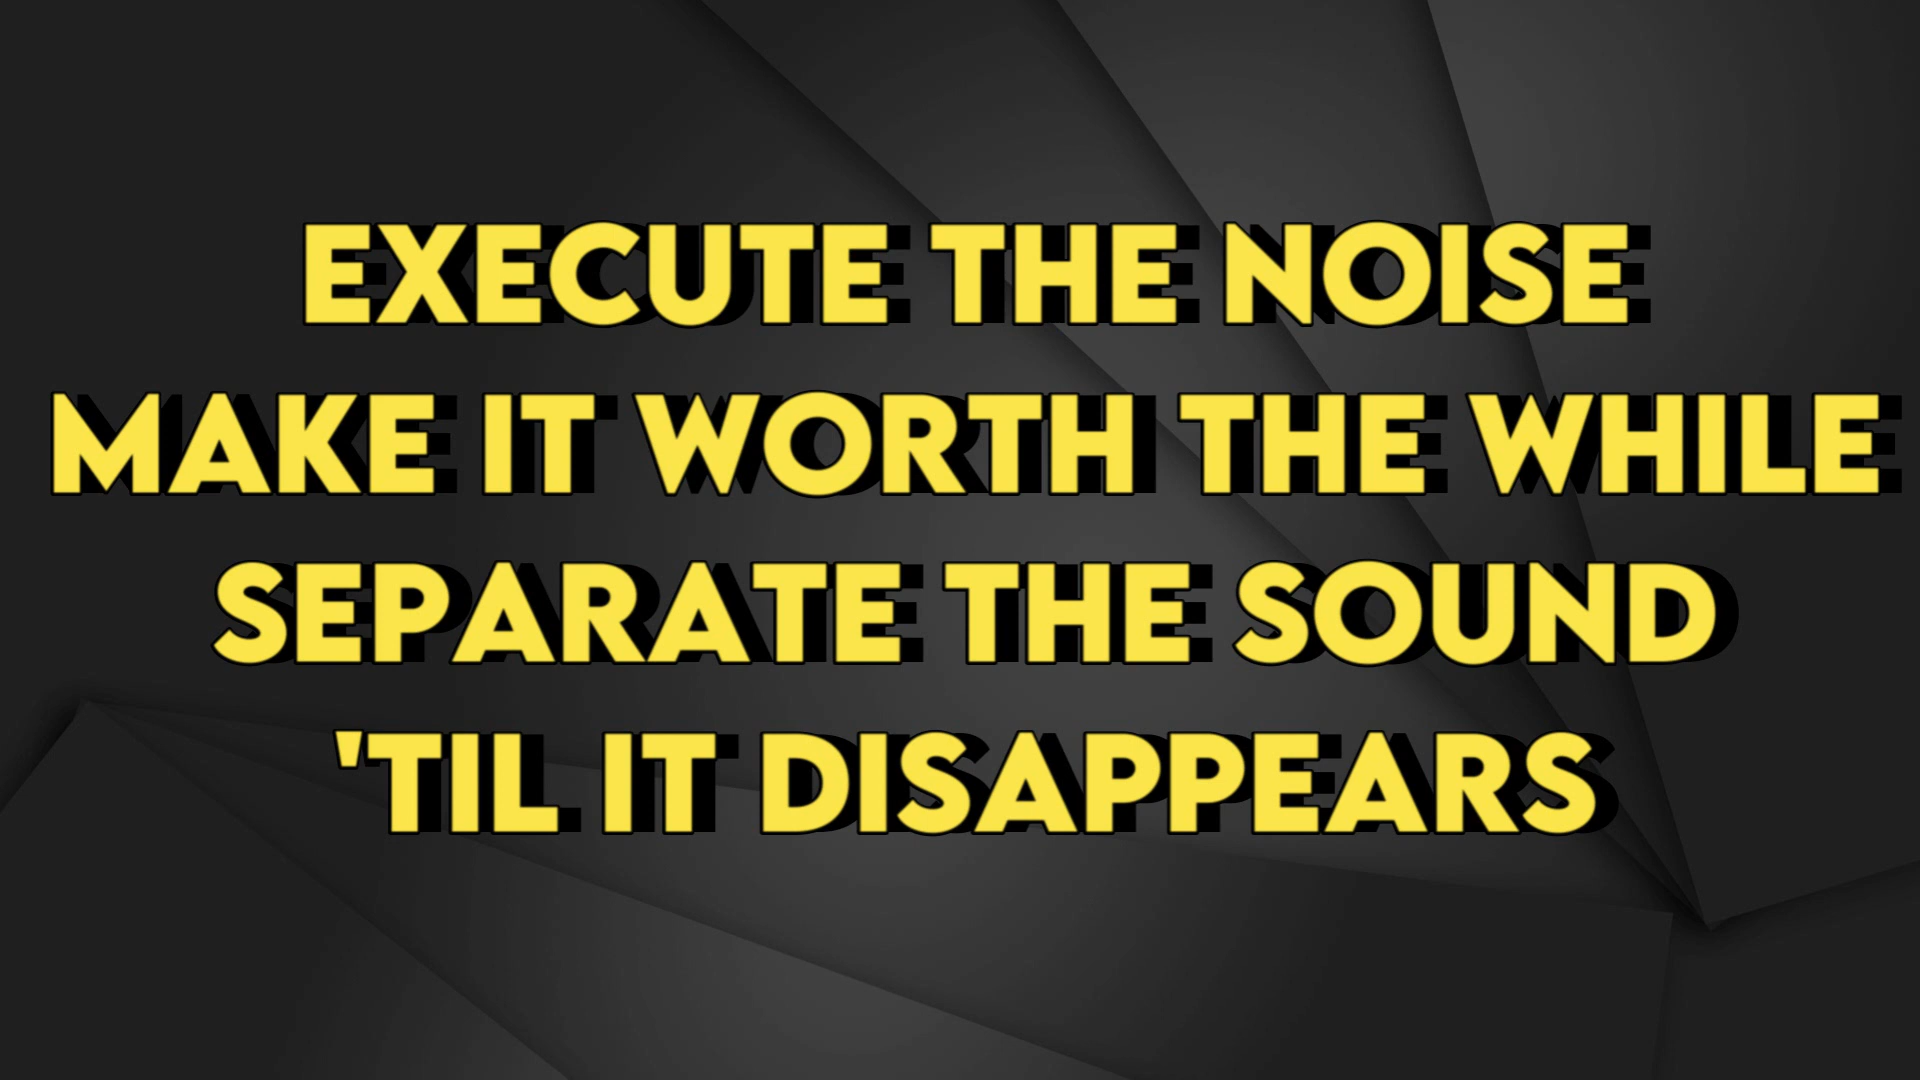 EXECUTE THE NOISE
MAKE IT WORTH THE WHILE
SEPARATE THE SOUND
'TIL IT DISAPPEARS